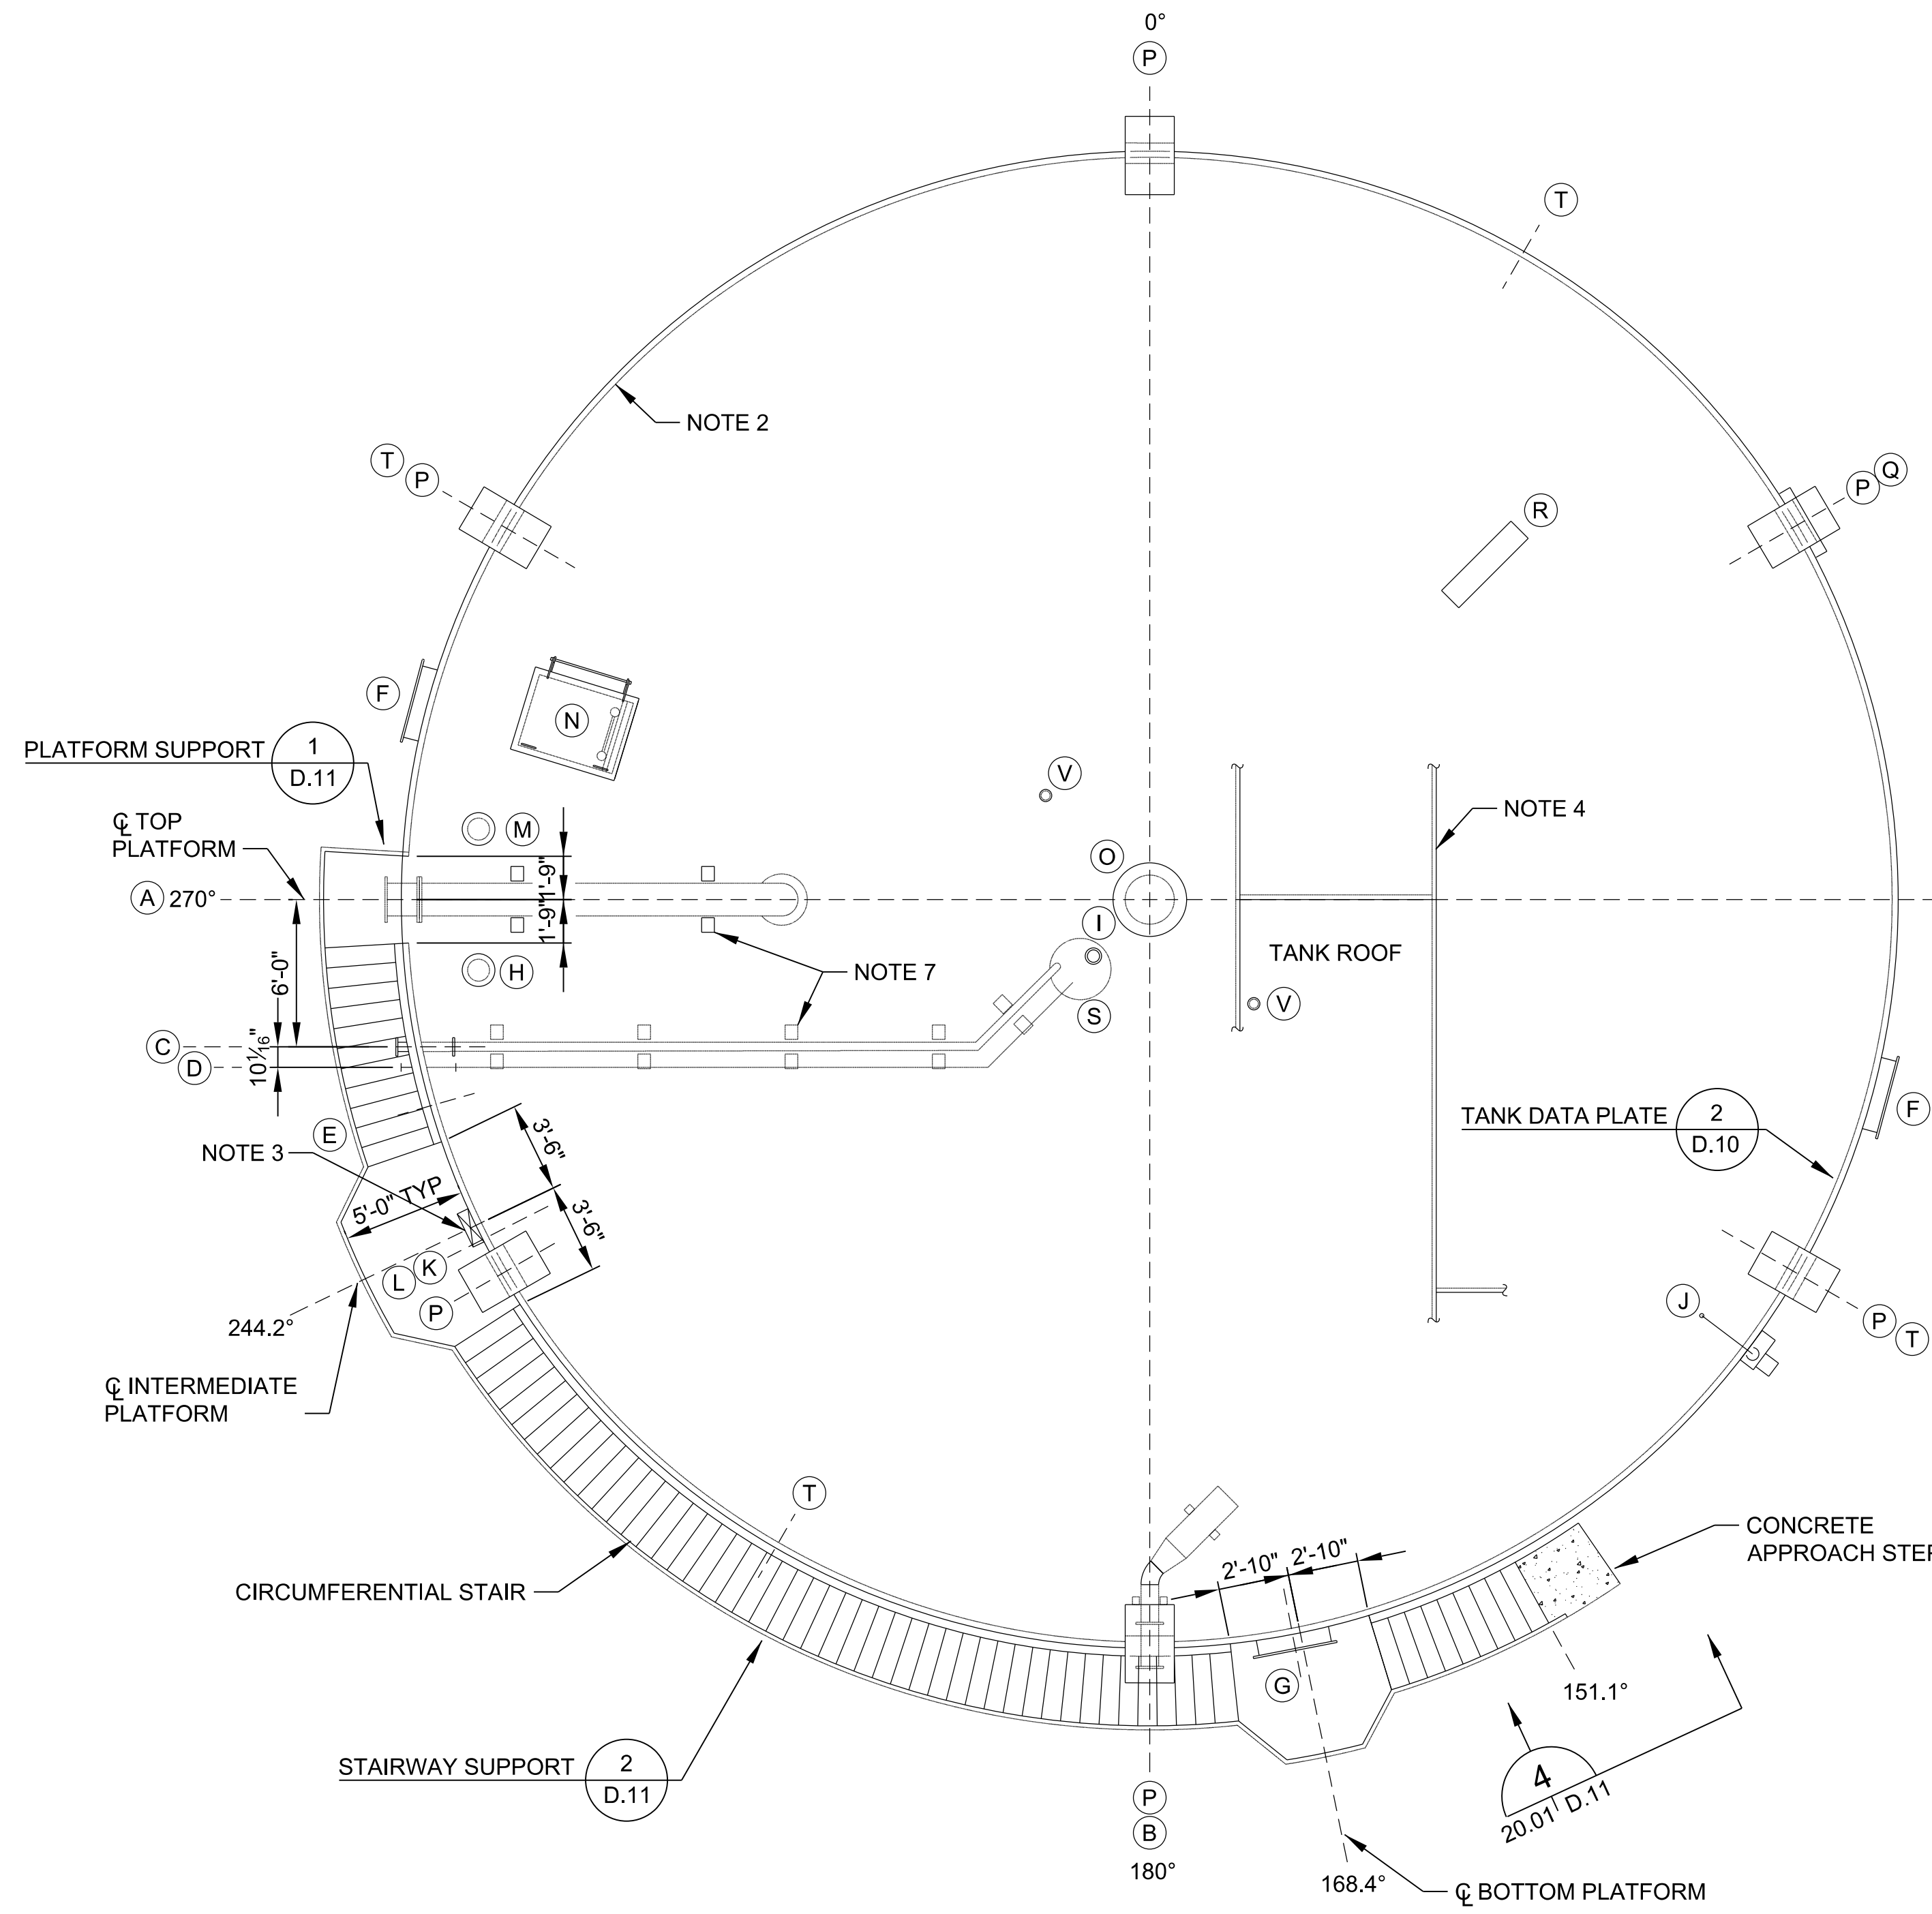 0°
P
T
NOTE 2
T
P
P
Q
R
F
N
PLATFORM SUPPORT
1
D.11
V
NOTE 4
℄ TOP
PLATFORM
M
1'-9"
O
A
270°
1'-9"
I
TANK ROOF
H
NOTE 7
6'-0"
V
S
C
D
10 1/16"
F
TANK DATA PLATE
2
D.10
E
NOTE 3
3'-6"
5'-0" TYP
3'-6"
L
K
P
J
P
T
244.2°
℄ INTERMEDIATE
PLATFORM
T
CONCRETE
2'-10"
2'-10"
CIRCUMFERENTIAL STAIR
G
151.1°
STAIRWAY SUPPORT
2
D.11
4
20.01
D.11
P
B
180°
168.4°
℄ BOTTOM PLATFORM
APPROACH STEP